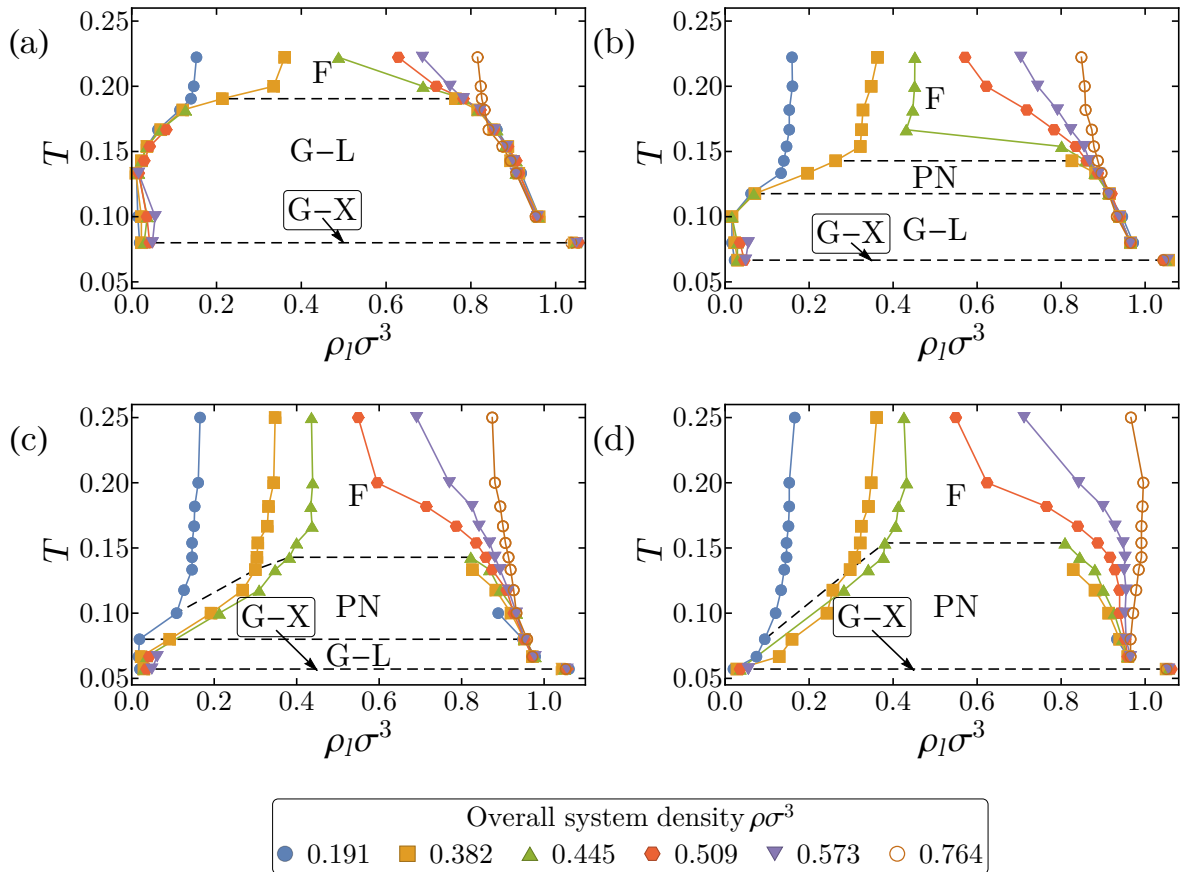 (a)
0.25
0.20
0.15
0.10
0.05
T
F
G–L
G–X
0.0 0.2 0.4 0.6 0.8 1.0
ρₗσ³
(b)
0.25
0.20
0.15
0.10
0.05
T
F
PN
G–X G–L
0.0 0.2 0.4 0.6 0.8 1.0
ρₗσ³
(c)
0.25
0.20
0.15
0.10
0.05
T
F
PN
G–X
G–L
0.0 0.2 0.4 0.6 0.8 1.0
ρₗσ³
(d)
0.25
0.20
0.15
0.10
0.05
T
F
G–X PN
0.0 0.2 0.4 0.6 0.8 1.0
ρₗσ³
Overall system density ρσ³
0.191 0.382 0.445 0.509 0.573 0.764